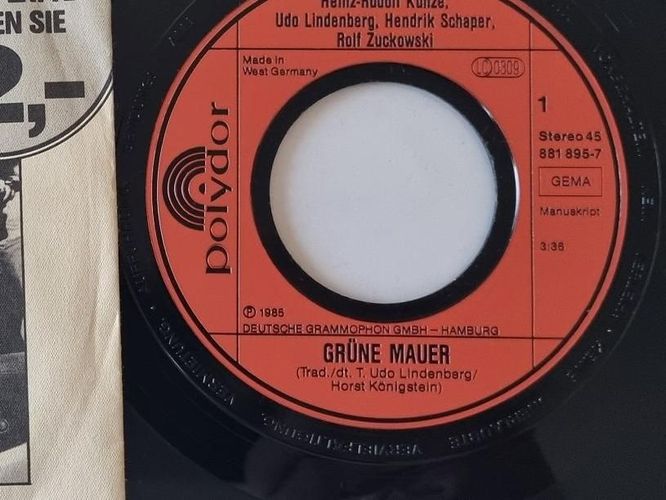 EN SIE
2,-
Heinz-Rudolf Kunze,
Udo Lindenberg, Hendrik Schaper,
Rolf Zuckowski
Made in
West Germany
LC 0309
1
Stereo 45
881 895-7
GEMA
Manuskript
3:36
polydor
℗ 1985
DEUTSCHE GRAMMOPHON GMBH – HAMBURG
GRÜNE MAUER
(Trad./dt. T. Udo Lindenberg/
Horst Königstein)